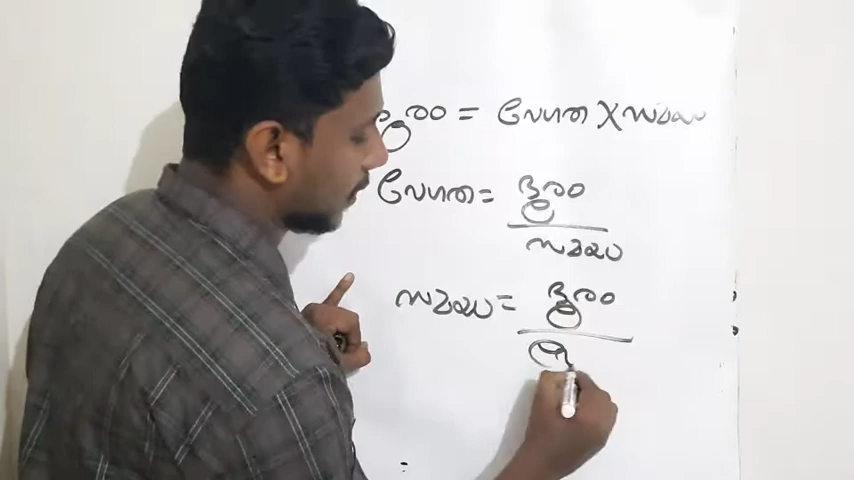 ദൂരം = വേഗത X സമയം
വേഗത = ദൂരം
സമയം
സമയം = ദൂരം